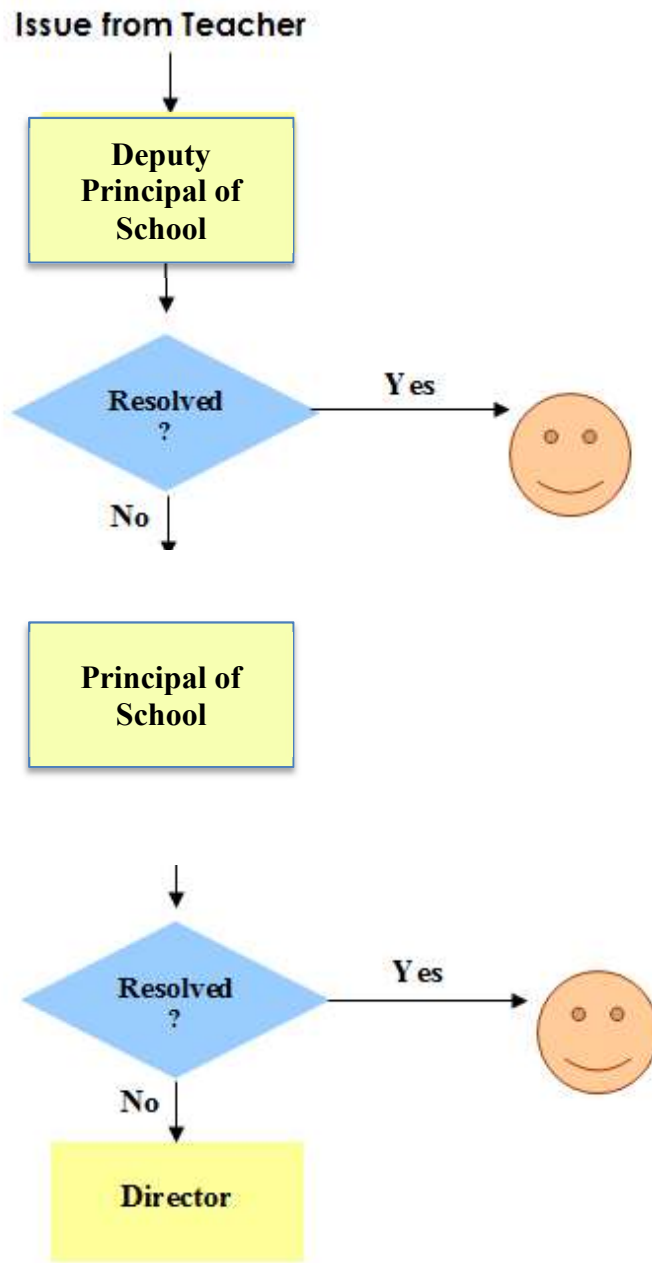 Issue from Teacher
Deputy
Principal of
School
Resolved
?
Yes
No
Principal of
School
Resolved
?
Yes
No
Director